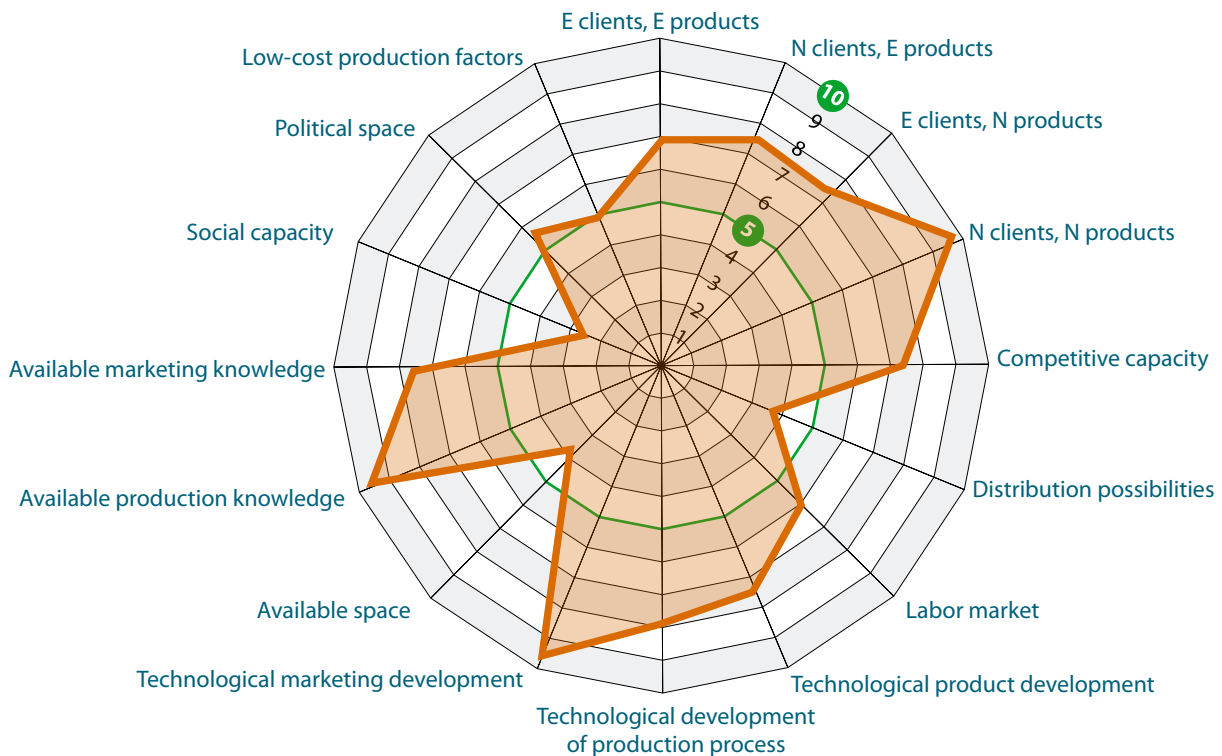 E clients, E products
N clients, E products
Low-cost production factors
10
9
E clients, N products
Political space
8
7
6
Social capacity
5
N clients, N products
4
3
2
1
Competitive capacity
Available marketing knowledge
Available production knowledge
Distribution possibilities
Available space
Labor market
Technological marketing development
Technological product development
Technological development
of production process